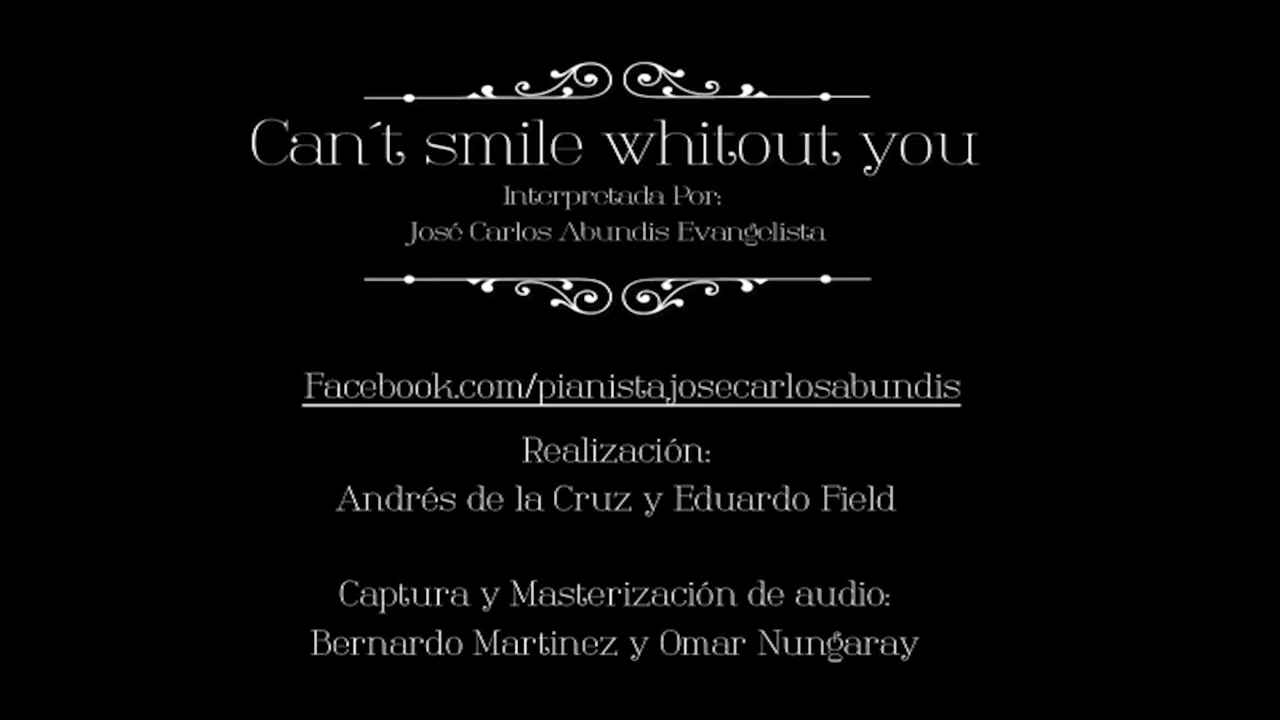 Can´t smile whitout you
Interpretada Por:
José Carlos Abundis Evangelista
Facebook.com/pianistajosecarlosabundis
Realización:
Andrés de la Cruz y Eduardo Field
Captura y Masterización de audio:
Bernardo Martinez y Omar Nungaray